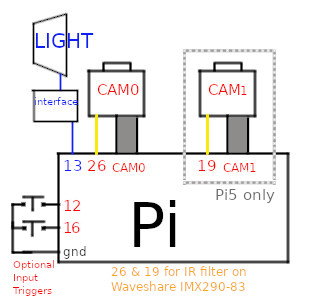 LIGHT
CAM0
CAM1
interface
13 26 CAM0 19 CAM1
Pi5 only
12
16
Pi
gnd
Optional
Input
Triggers
26 & 19 for IR filter on
Waveshare IMX290-83